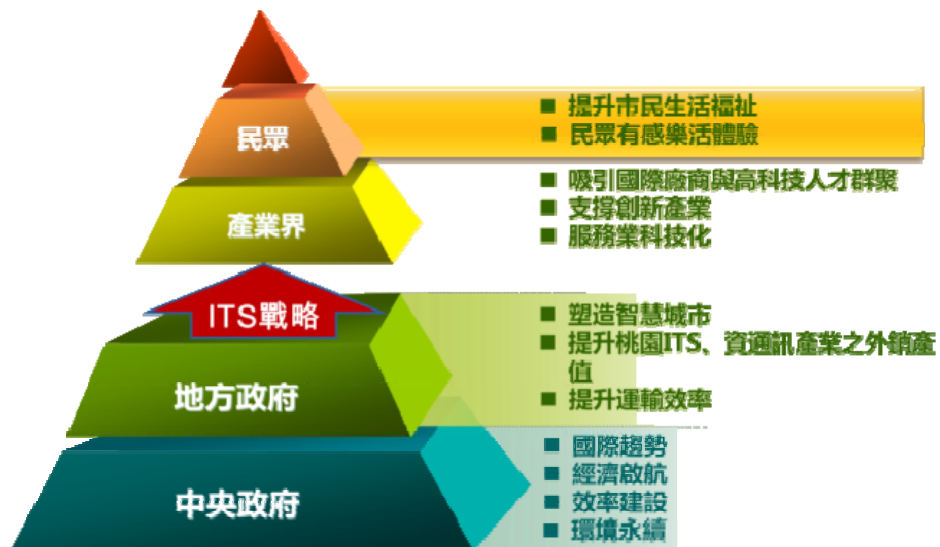 民眾
■ 提升市民生活福祉
■ 民眾有感樂活體驗
產業界
■ 吸引國際廠商與高科技人才群聚
■ 支撐創新產業
■ 服務業科技化
ITS戰略
地方政府
■ 塑造智慧城市
■ 提升桃園ITS、資通訊產業之外銷產
值
■ 提升運輸效率
中央政府
■ 國際趨勢
■ 經濟啟航
■ 效率建設
■ 環境永續